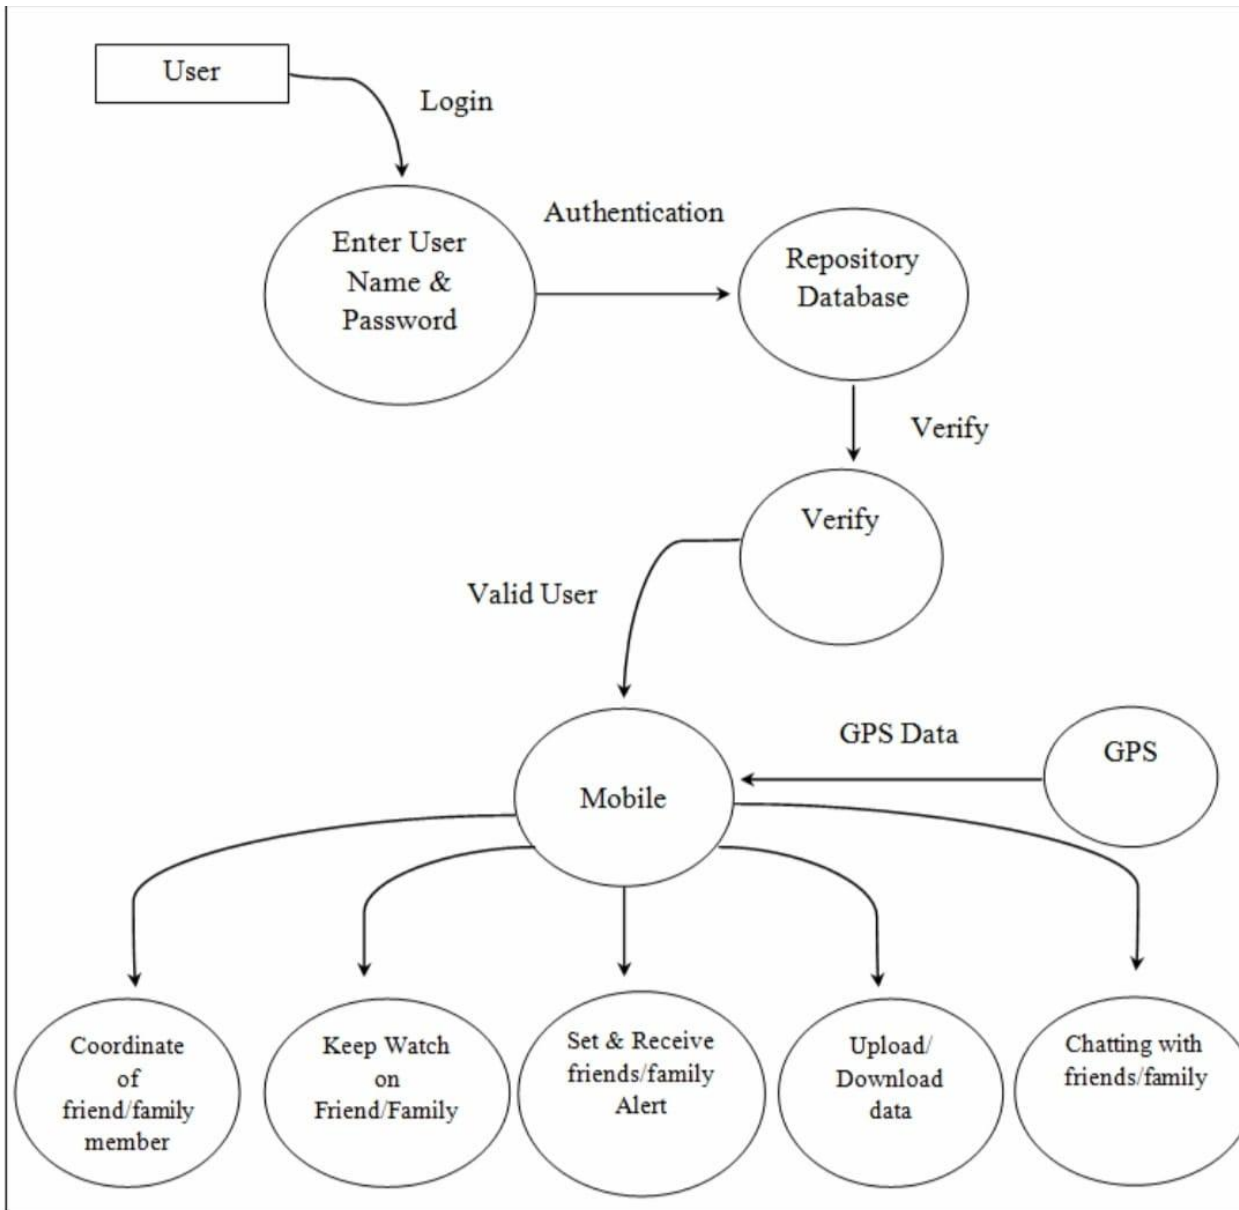 User
Login
Enter User
Name &
Password
Authentication
Repository
Database
Verify
Verify
Valid User
GPS Data
GPS
Mobile
Coordinate
of
friend/family
member
Keep Watch
on
Friend/Family
Set & Receive
friends/family
Alert
Upload/
Download
data
Chatting with
friends/family